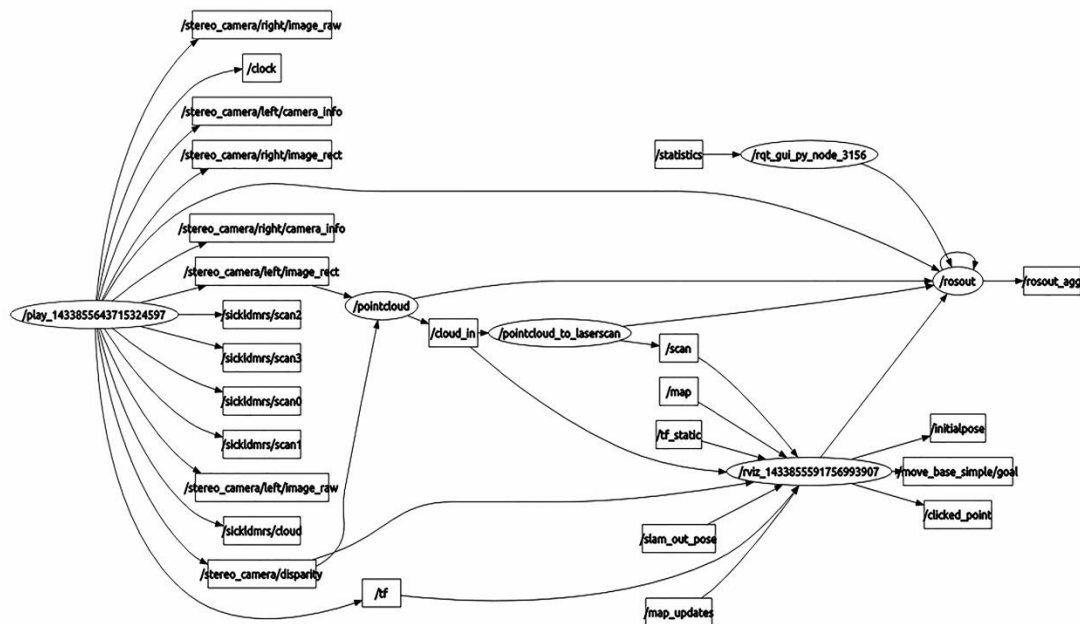 /stereo_camera/right/image_raw
/clock
/stereo_camera/left/camera_info
/stereo_camera/right/image_rect
/statistics
/rqt_gui_py_node_3156
/stereo_camera/right/camera_info
/stereo_camera/left/image_rect
/rosout
/rosout_agg
/play_1433855643715324597
/pointcloud
/sickldmrs/scan2
/cloud_in
/pointcloud_to_laserscan
/scan
/sickldmrs/scan3
/map
/sickldmrs/scan0
/initialpose
/tf_static
/sickldmrs/scan1
/rviz_1433855591756993907
/move_base_simple/goal
/stereo_camera/left/image_raw
/clicked_point
/sickldmrs/cloud
/slam_out_pose
/stereo_camera/disparity
/tf
/map_updates